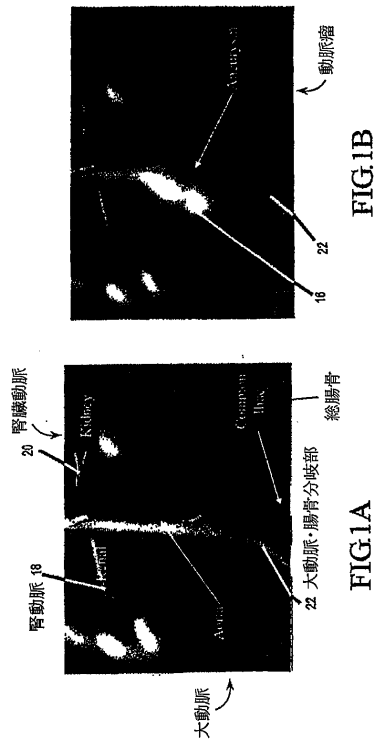 腎動脈 18
20
腎臓動脈
Kidney
Renal
Aorta
Common
Iliac
大動脈
22 大動脈・腸骨分岐部
総腸骨
FIG.1A
Aneurysm
16
22
動脈瘤
FIG.1B